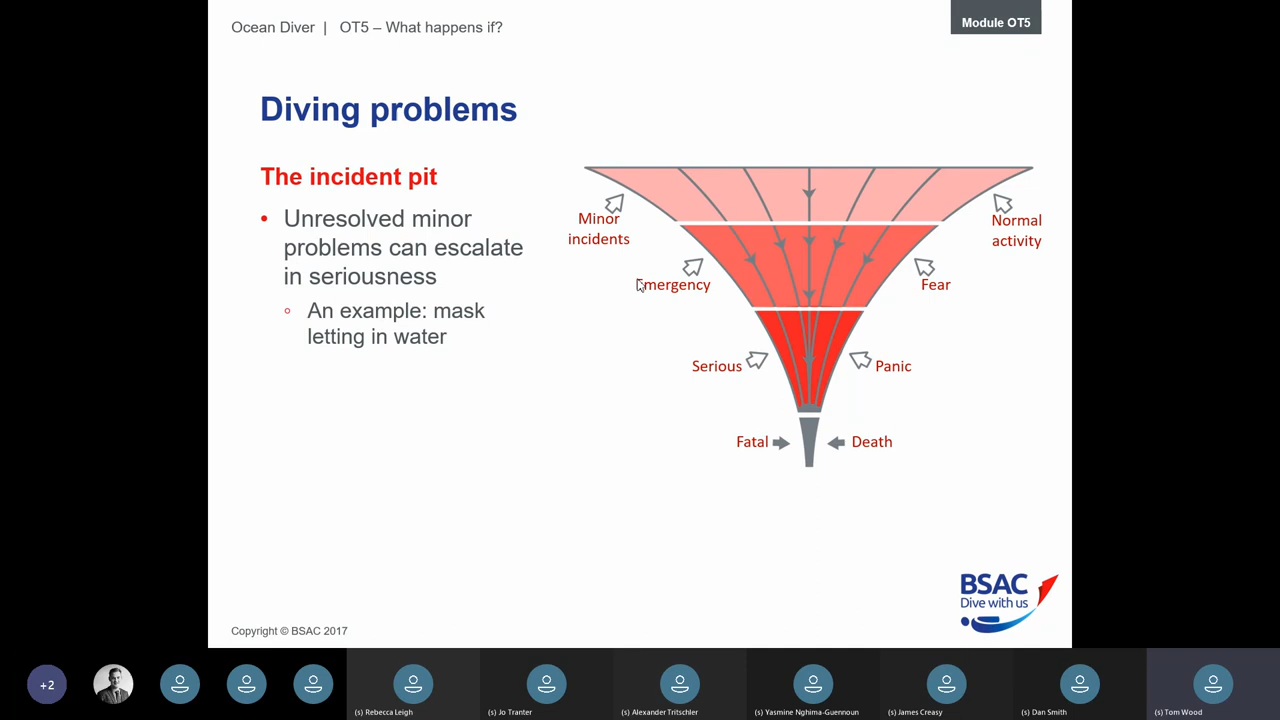 Ocean Diver | OT5 – What happens if?
Module OT5
Diving problems
The incident pit
• Unresolved minor
problems can escalate
in seriousness
◦ An example: mask
letting in water
Minor
incidents
Normal
activity
Emergency
Fear
Serious
Panic
Fatal
Death
BSAC
Dive with us
Copyright © BSAC 2017
+2
(s) Rebecca Leigh
(s) Jo Tranter
(s) Alexander Tritschler
(s) Yasmine Nghima-Guennoun
(s) James Creasy
(s) Dan Smith
(s) Tom Wood